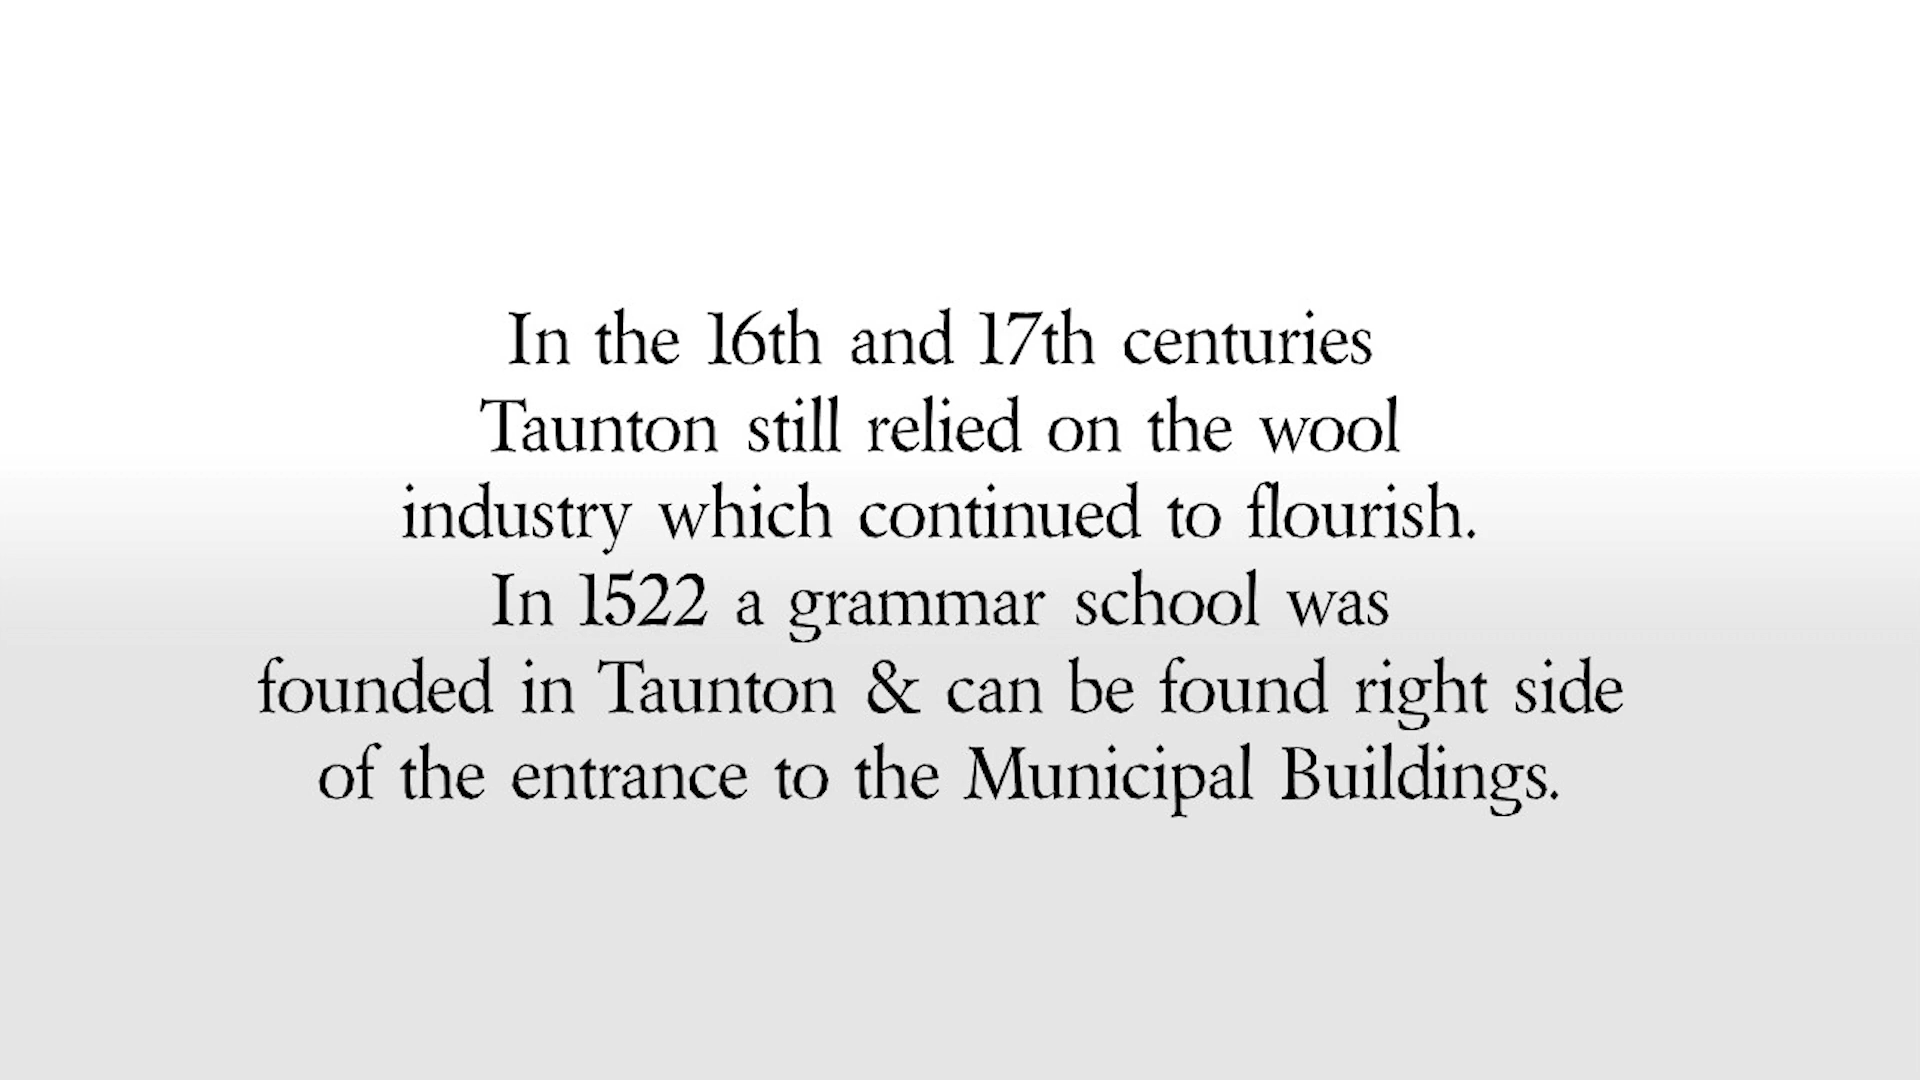 In the 16th and 17th centuries
Taunton still relied on the wool
industry which continued to flourish.
In 1522 a grammar school was
founded in Taunton & can be found right side
of the entrance to the Municipal Buildings.